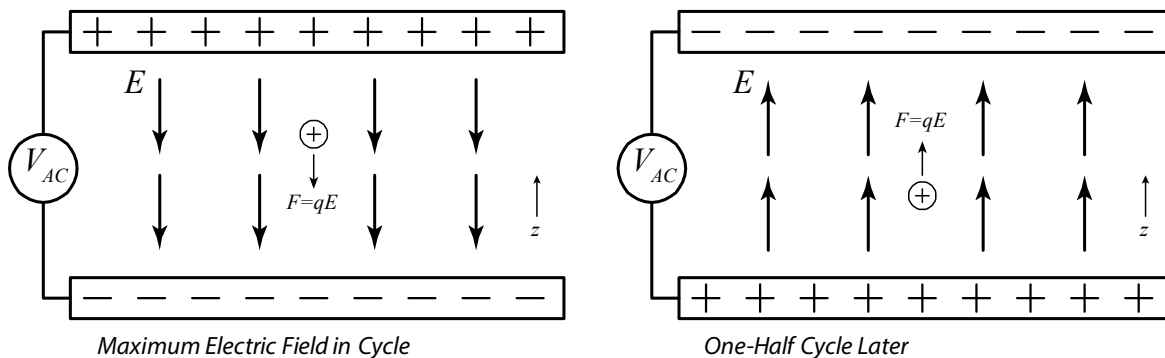 + + + + + + + + +
E
+
F=qE
V_AC
z
− − − − − − − − −
Maximum Electric Field in Cycle
− − − − − − − − −
E
F=qE
+
V_AC
z
+ + + + + + + + +
One-Half Cycle Later